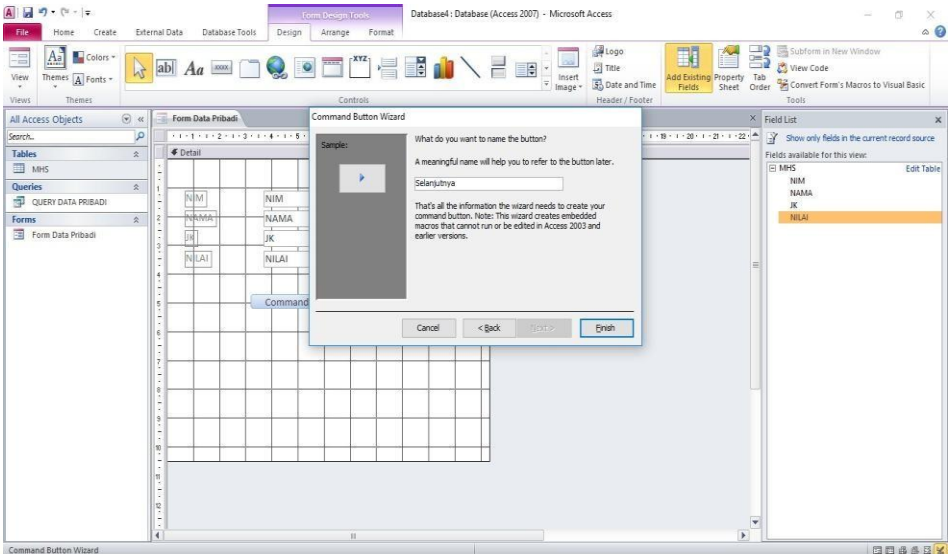 Form Design Tools
Database4 : Database (Access 2007) - Microsoft Access
File Home Create External Data Database Tools Design Arrange Format
View
Views
Themes
Colors
Fonts
Themes
Aa
ab
Aa
XXXX
XYZ
Controls
Insert Image
Logo
Title
Date and Time
Header / Footer
Add Existing Fields
Property Sheet
Tab Order
Subform in New Window
View Code
Convert Form's Macros to Visual Basic
Tools
All Access Objects
Search..
Tables
MHS
Queries
QUERY DATA PRIBADI
Forms
Form Data Pribadi
Form Data Pribadi
Detail
NIM NIM
NAMA NAMA
JK JK
NILAI NILAI
Command
Command Button Wizard
Sample:
What do you want to name the button?
A meaningful name will help you to refer to the button later.
Selanjutnya
That's all the information the wizard needs to create your
command button. Note: This wizard creates embedded
macros that cannot run or be edited in Access 2003 and
earlier versions.
Cancel < Back Next > Finish
Field List
Show only fields in the current record source
Fields available for this view:
MHS Edit Table
NIM
NAMA
JK
NILAI
Command Button Wizard